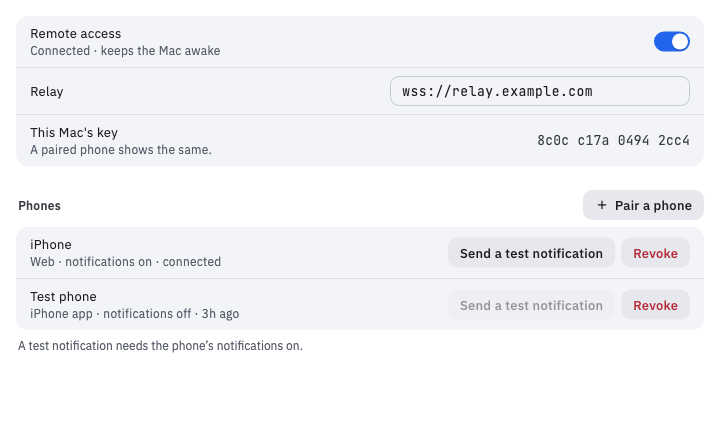 Remote access
Connected · keeps the Mac awake
Relay
wss://relay.example.com
This Mac's key
A paired phone shows the same.
8c0c c17a 0494 2cc4
Phones
+ Pair a phone
iPhone
Web · notifications on · connected
Send a test notification
Revoke
Test phone
iPhone app · notifications off · 3h ago
Send a test notification
Revoke
A test notification needs the phone’s notifications on.